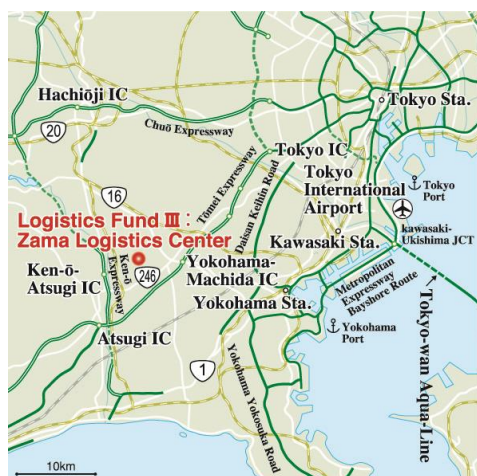 Tokyo Sta.
Hachiōji IC
20
Chuō Expressway
Tokyo IC
Tokyo
International
Airport
Tokyo
Port
Tōmei Expressway
Daisan Keihin Road
16
Logistics Fund III :
Zama Logistics Center
246
Kawasaki Sta.
kawasaki-
Ukishima JCT
Ken-ō-
Atsugi IC
Ken-ō
Expressway
Yokohama-
Machida IC
Yokohama Sta.
Metropolitan
Expressway
Bayshore Route
Tokyo-wan Aqua-Line
Yokohama
Port
Atsugi IC
1
Yokohama Yokosuka Road
10km